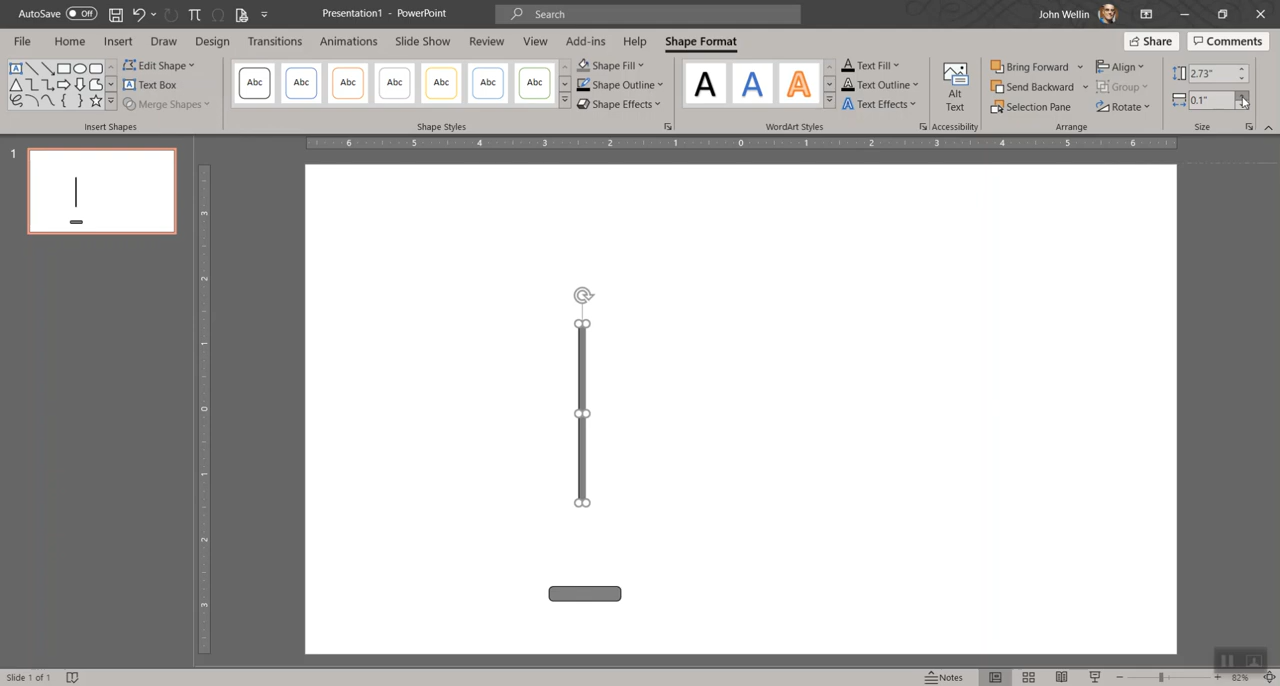 AutoSave Off Presentation1 - PowerPoint Search John Wellin
File Home Insert Draw Design Transitions Animations Slide Show Review View Add-ins Help Shape Format Share Comments
Edit Shape
Text Box
Merge Shapes
Insert Shapes
Abc Abc Abc Abc Abc Abc Abc
Shape Fill
Shape Outline
Shape Effects
Shape Styles
A A A
Text Fill
Text Outline
Text Effects
WordArt Styles
Alt
Text
Accessibility
Bring Forward
Send Backward
Selection Pane
Align
Group
Rotate
Arrange
2.73"
0.1"
Size
1
6 5 4 3 2 1 0 1 2 3 4 5 6
3
2
1
0
1
2
3
Slide 1 of 1 Notes 82%